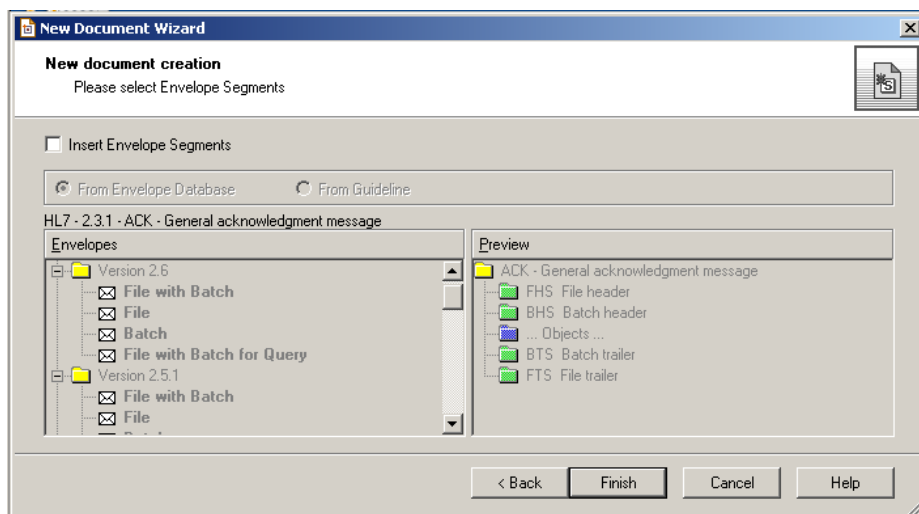 New Document Wizard
New document creation
Please select Envelope Segments
Insert Envelope Segments
From Envelope Database From Guideline
HL7 - 2.3.1 - ACK - General acknowledgment message
Envelopes
Version 2.6
File with Batch
File
Batch
File with Batch for Query
Version 2.5.1
File with Batch
File
Preview
ACK - General acknowledgment message
FHS File header
BHS Batch header
... Objects ...
BTS Batch trailer
FTS File trailer
< Back Finish Cancel Help